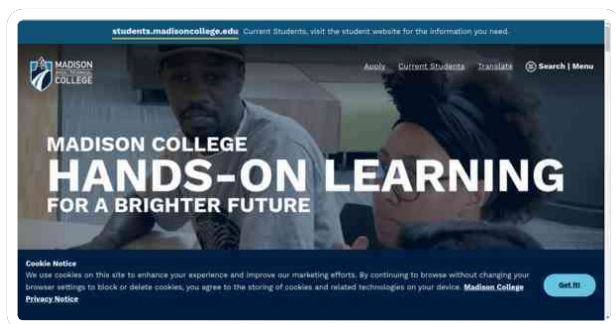 students.madisoncollege.edu Current Students, visit the student website for the information you need.
MADISON
COLLEGE
Apply Current Students Translate Search | Menu
MADISON COLLEGE
HANDS-ON LEARNING
FOR A BRIGHTER FUTURE
Cookie Notice
We use cookies on this site to enhance your experience and improve our marketing efforts. By continuing to browse without changing your
browser settings to block or delete cookies, you agree to the storing of cookies and related technologies on your device. Madison College
Privacy Notice
Got It!